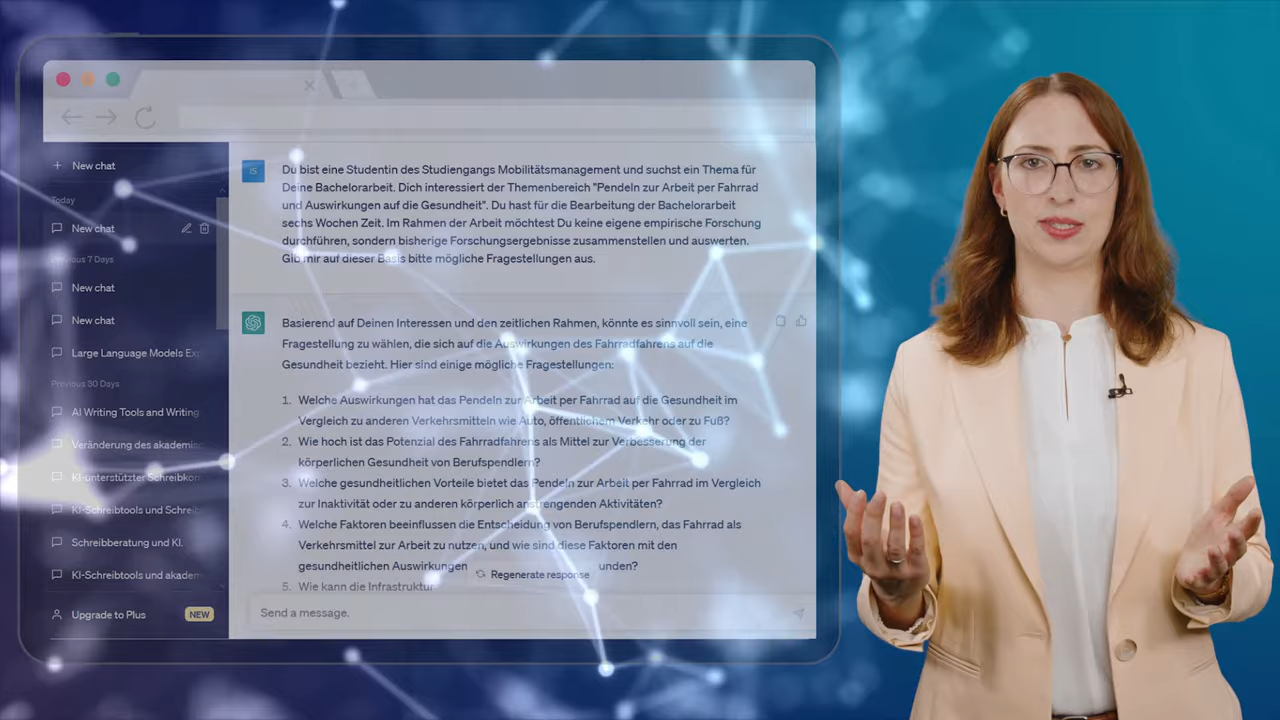 New chat
Today
New chat
Previous 7 Days
New chat
New chat
Large Language Models Ex
Previous 30 Days
AI Writing Tools and Writing
Veränderung des akademis
KI-unterstützter Schreibkon
KI-Schreibtools und Schreib
Schreibberatung und KI.
KI-Schreibtools und akadem
Upgrade to Plus
NEW
IS
Du bist eine Studentin des Studiengangs Mobilitätsmanagement und suchst ein Thema für
Deine Bachelorarbeit. Dich interessiert der Themenbereich "Pendeln zur Arbeit per Fahrrad
und Auswirkungen auf die Gesundheit". Du hast für die Bearbeitung der Bachelorarbeit
sechs Wochen Zeit. Im Rahmen der Arbeit möchtest Du keine eigene empirische Forschung
durchführen, sondern bisherige Forschungsergebnisse zusammenstellen und auswerten.
Gib mir auf dieser Basis bitte mögliche Fragestellungen aus.
Basierend auf Deinen Interessen und den zeitlichen Rahmen, könnte es sinnvoll sein, eine
Fragestellung zu wählen, die sich auf die Auswirkungen des Fahrradfahrens auf die
Gesundheit bezieht. Hier sind einige mögliche Fragestellungen:
1. Welche Auswirkungen hat das Pendeln zur Arbeit per Fahrrad auf die Gesundheit im
Vergleich zu anderen Verkehrsmitteln wie Auto, öffentlichem Verkehr oder zu Fuß?
2. Wie hoch ist das Potenzial des Fahrradfahrens als Mittel zur Verbesserung der
körperlichen Gesundheit von Berufspendlern?
3. Welche gesundheitlichen Vorteile bietet das Pendeln zur Arbeit per Fahrrad im Vergleich
zur Inaktivität oder zu anderen körperlich anstrengenden Aktivitäten?
4. Welche Faktoren beeinflussen die Entscheidung von Berufspendlern, das Fahrrad als
Verkehrsmittel zur Arbeit zu nutzen, und wie sind diese Faktoren mit den
gesundheitlichen Auswirkungen unden?
Regenerate response
5. Wie kann die Infrastruktur
Send a message.